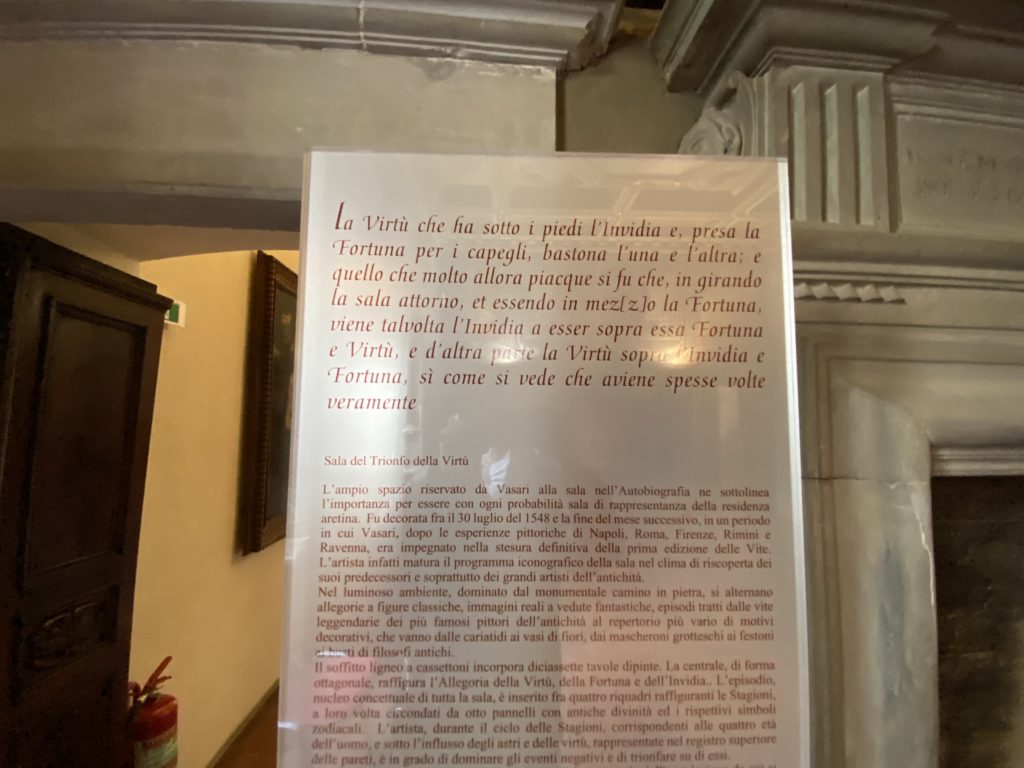 La Virtù che ha sotto i piedi l'Invidia e, presa la
Fortuna per i capegli, bastona l'una e l'altra; e
quello che molto allora piacque si fu che, in girando
la sala attorno, et essendo in mez[z]o la Fortuna,
viene talvolta l'Invidia a esser sopra essa Fortuna
e Virtù, e d'altra parte la Virtù sopra l'Invidia e
Fortuna, sì come si vede che aviene spesse volte
veramente
Sala del Trionfo della Virtù
L'ampio spazio riservato da Vasari alla sala nell'Autobiografia ne sottolinea
l'importanza per essere con ogni probabilità sala di rappresentanza della residenza
aretina. Fu decorata fra il 30 luglio del 1548 e la fine del mese successivo, in un periodo
in cui Vasari, dopo le esperienze pittoriche di Napoli, Roma, Firenze, Rimini e
Ravenna, era impegnato nella stesura definitiva della prima edizione delle Vite.
L'artista infatti matura il programma iconografico della sala nel clima di riscoperta dei
suoi predecessori e soprattutto dei grandi artisti dell'antichità.
Nel luminoso ambiente, dominato dal monumentale camino in pietra, si alternano
allegorie a figure classiche, immagini reali a vedute fantastiche, episodi tratti dalle vite
leggendarie dei più famosi pittori dell'antichità al repertorio più vario di motivi
decorativi, che vanno dalle cariatidi ai vasi di fiori, dai mascheroni grotteschi ai festoni
ai busti di filosofi antichi.
Il soffitto ligneo a cassettoni incorpora diciassette tavole dipinte. La centrale, di forma
ottagonale, raffigura l'Allegoria della Virtù, della Fortuna e dell'Invidia.. L'episodio,
nucleo concettuale di tutta la sala, è inserito fra quattro riquadri raffiguranti le Stagioni,
a loro volta circondati da otto pannelli con antiche divinità ed i rispettivi simboli
zodiacali. L'artista, durante il ciclo delle Stagioni, corrispondenti alle quattro età
dell'uomo, e sotto l'influsso degli astri e delle virtù, rappresentate nel registro superiore
delle pareti, è in grado di dominare gli eventi negativi e di trionfare su di essi.